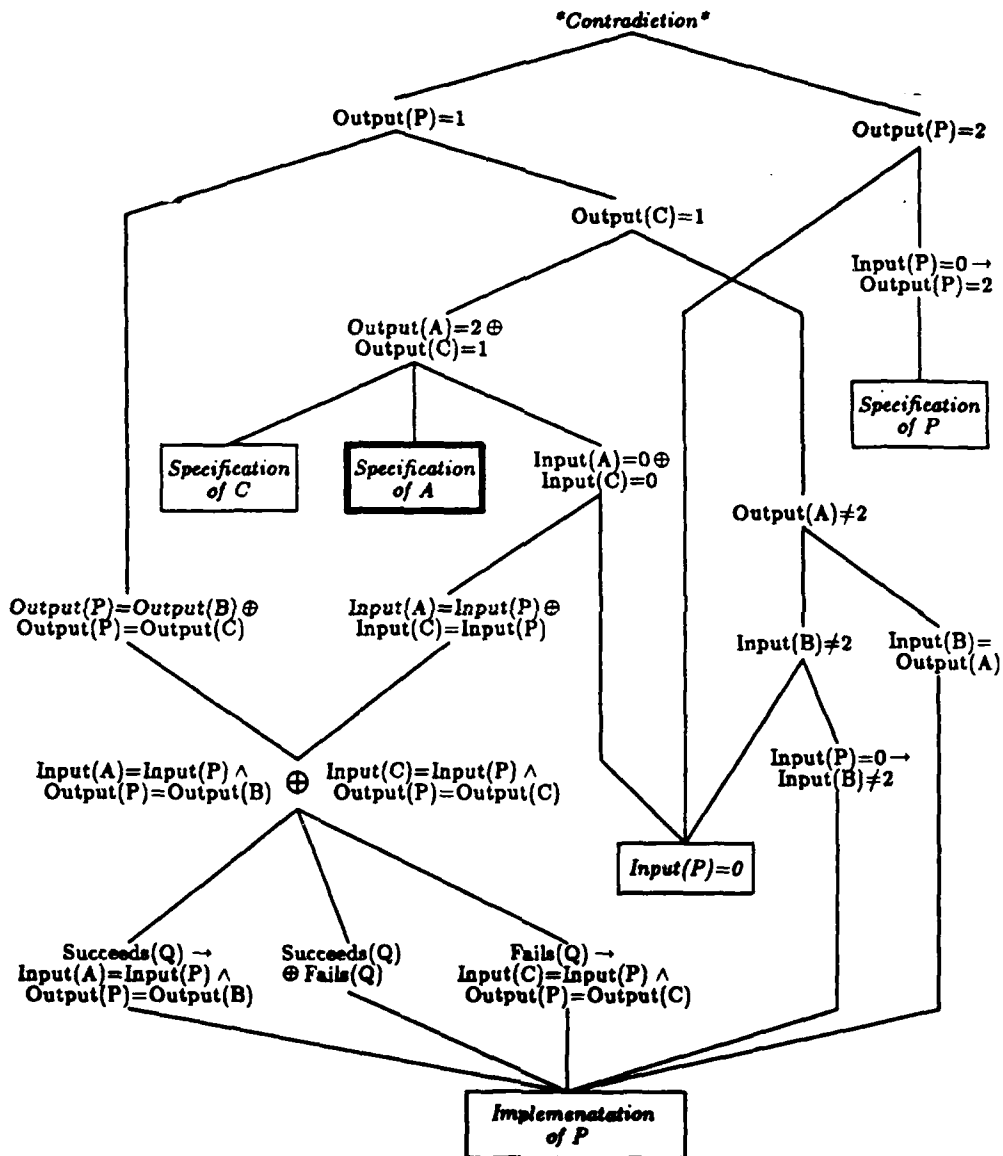 *Contradiction*
Output(P)=1
Output(P)=2
Output(C)=1
Input(P)=0 →
Output(P)=2
Output(A)=2 ⊕
Output(C)=1
Specification
of P
Specification
of C
Specification
of A
Input(A)=0 ⊕
Input(C)=0
Output(A)≠2
Output(P)=Output(B) ⊕
Output(P)=Output(C)
Input(A)=Input(P) ⊕
Input(C)=Input(P)
Input(B)≠2
Input(B)=
Output(A)
Input(A)=Input(P) ∧
Output(P)=Output(B)
⊕
Input(C)=Input(P) ∧
Output(P)=Output(C)
Input(P)=0 →
Input(B)≠2
Input(P)=0
Succeeds(Q) →
Input(A)=Input(P) ∧
Output(P)=Output(B)
Succeeds(Q)
⊕ Fails(Q)
Fails(Q) →
Input(C)=Input(P) ∧
Output(P)=Output(C)
Implemenatation
of P